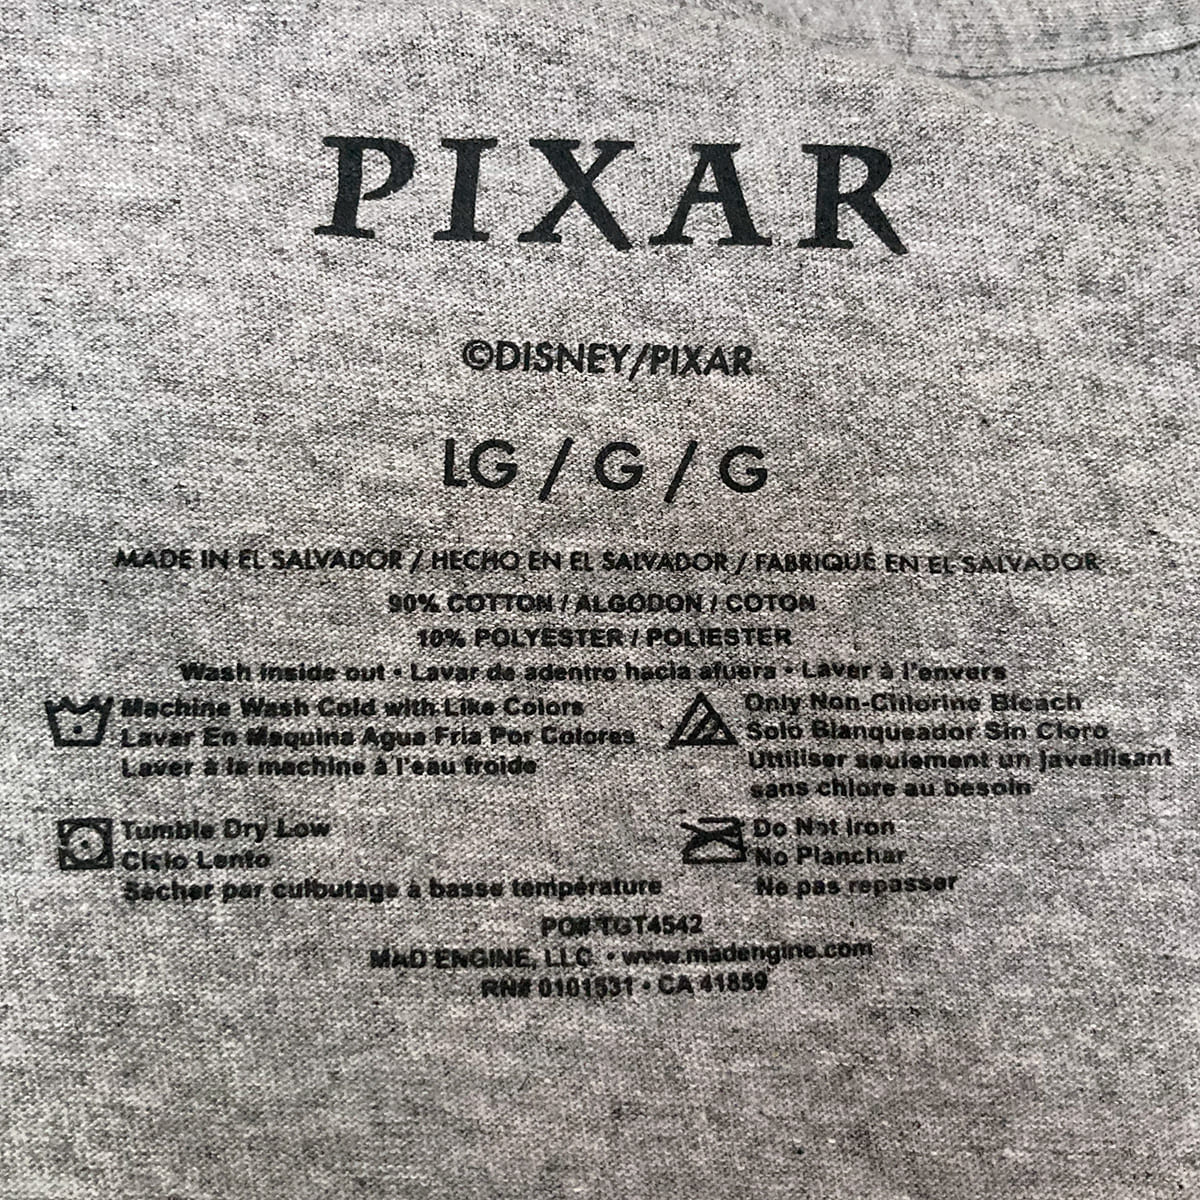 PIXAR
©DISNEY/PIXAR
LG / G / G
MADE IN EL SALVADOR / HECHO EN EL SALVADOR / FABRIQUÉ EN EL SALVADOR
90% COTTON / ALGODON / COTON
10% POLYESTER / POLIESTER
Wash inside out • Lavar de adentro hacia afuera • Laver à l'envers
Machine Wash Cold with Like Colors
Lavar En Maquina Agua Fria Por Colores
Laver à la machine à l'eau froide
Only Non-Chlorine Bleach
Solo Blanqueador Sin Cloro
Uttiliser seulement un javellisant
sans chlore au besoin
Tumble Dry Low
Ciclo Lento
Sécher par culbutage à basse température
Do Not Iron
No Planchar
Ne pas repasser
PO# TGT4542
MAD ENGINE, LLC. • www.madengine.com
RN# 0101531 • CA 41859